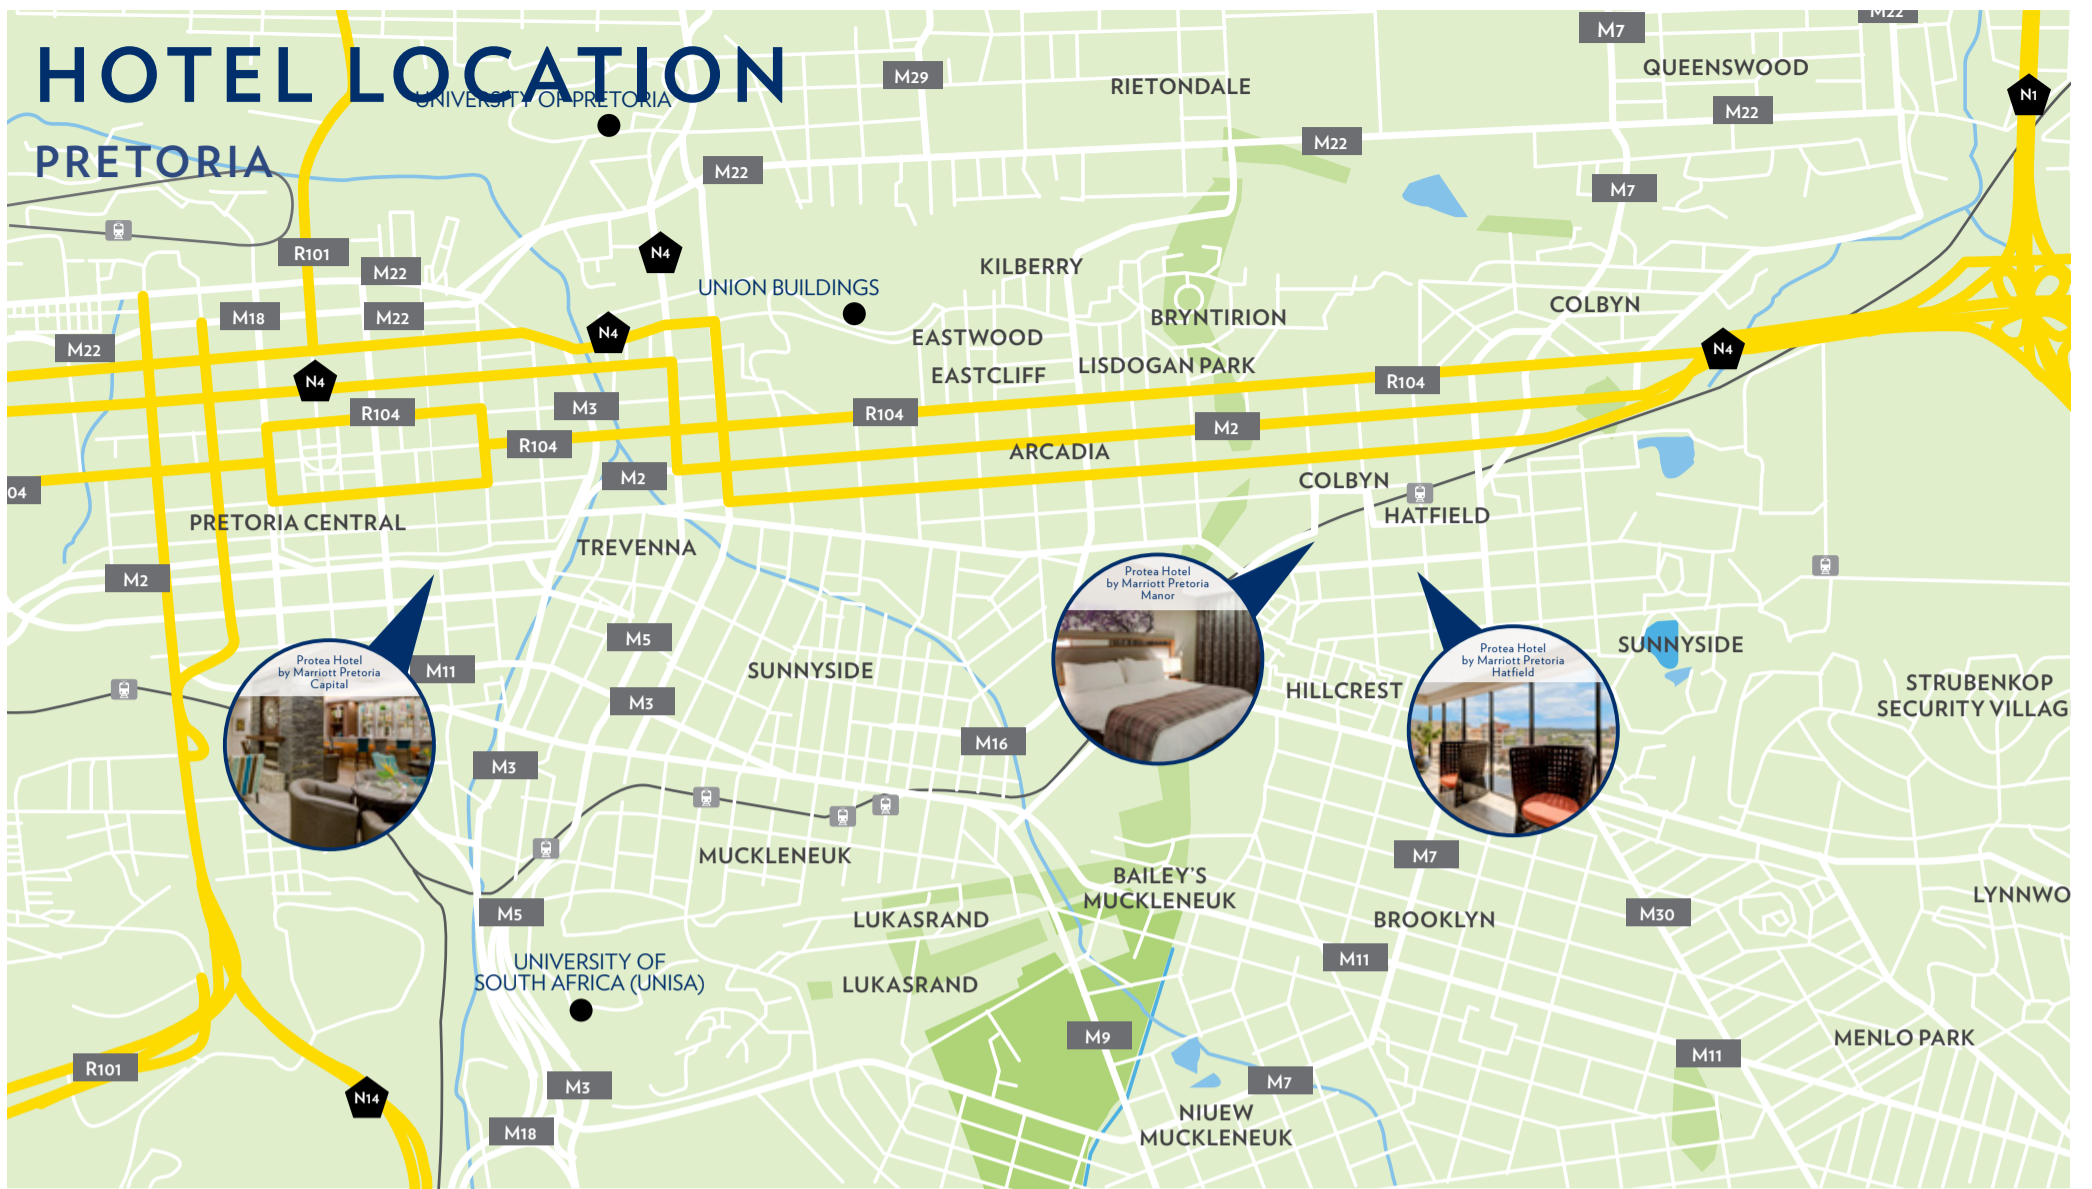 HOTEL LOCATION
PRETORIA
UNIVERSITY OF PRETORIA
M7
M22
M29
RIETONDALE
QUEENSWOOD
N1
M22
M22
M22
M7
R101
M22
N4
KILBERRY
UNION BUILDINGS
M18
M22
BRYNTIRION
COLBYN
M22
N4
EASTWOOD
N4
N4
EASTCLIFF
LISDOGAN PARK
R104
R104
M3
R104
R104
M2
ARCADIA
M2
COLBYN
04
HATFIELD
PRETORIA CENTRAL
TREVENNA
M2
Protea Hotel
by Marriott Pretoria
Manor
M5
SUNNYSIDE
Protea Hotel
by Marriott Pretoria
Hatfield
Protea Hotel
by Marriott Pretoria
Capital
M11
SUNNYSIDE
HILLCREST
STRUBENKOP
SECURITY VILLAG
M3
M16
M3
MUCKLENEUK
M7
BAILEY'S
MUCKLENEUK
LYNNWO
M5
LUKASRAND
BROOKLYN
M30
UNIVERSITY OF
SOUTH AFRICA (UNISA)
M11
LUKASRAND
M9
MENLO PARK
M11
R101
M3
M7
N14
NIUEW
MUCKLENEUK
M18